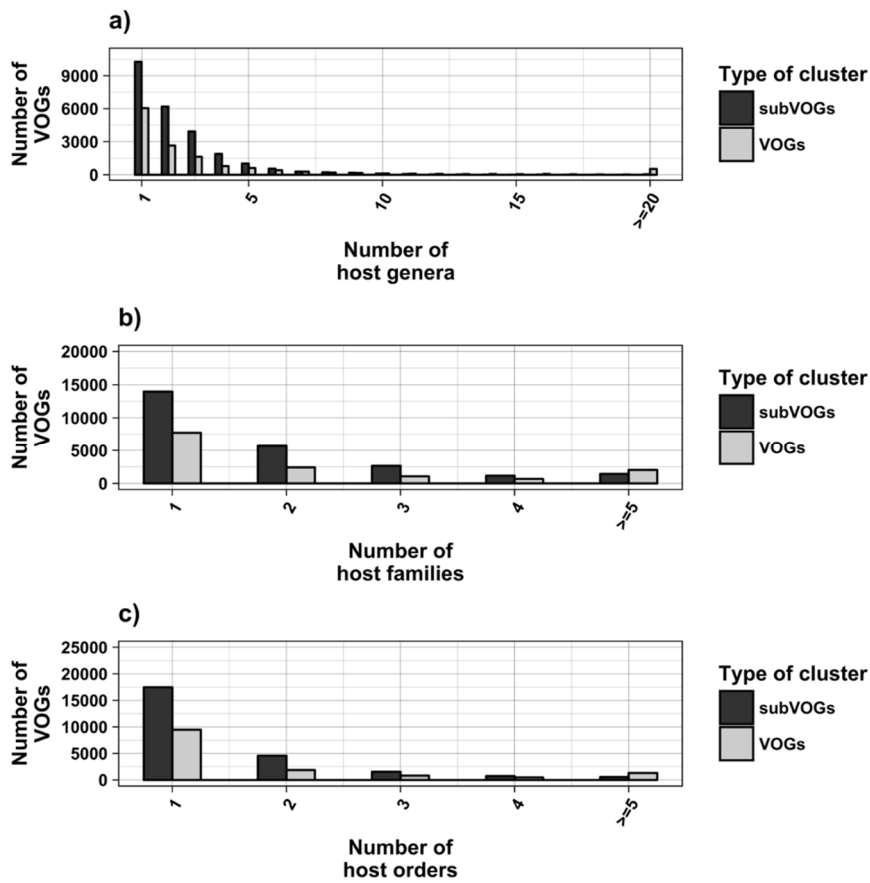 a)
Number of
VOGs
9000
6000
3000
0
1
5
10
15
>=20
Number of
host genera
Type of cluster
subVOGs
VOGs
b)
Number of
VOGs
20000
15000
10000
5000
0
1
2
3
4
>=5
Number of
host families
Type of cluster
subVOGs
VOGs
c)
Number of
VOGs
25000
20000
15000
10000
5000
0
1
2
3
4
>=5
Number of
host orders
Type of cluster
subVOGs
VOGs